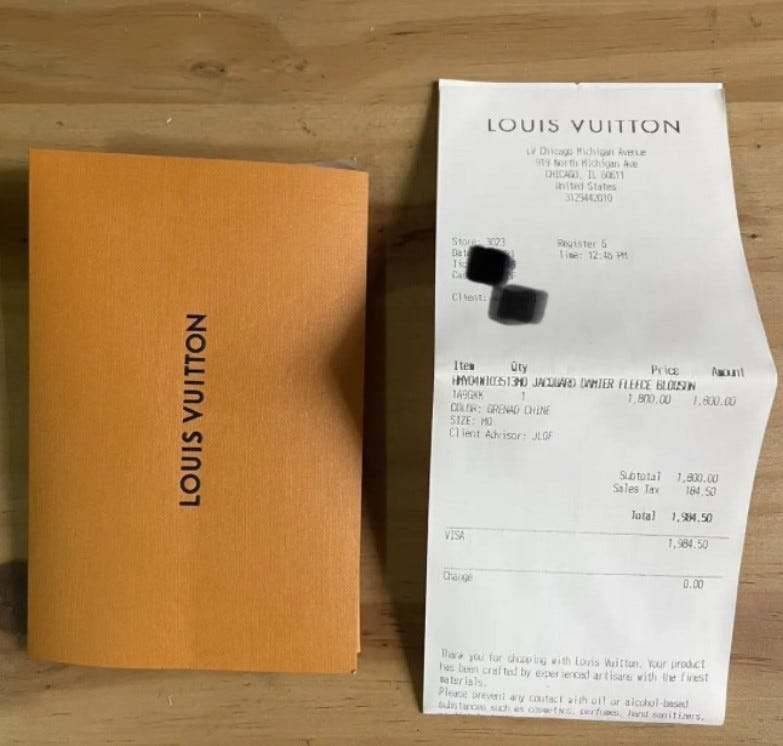 LOUIS VUITTON
LOUIS VUITTON
LV Chicago Michigan Avenue
919 North Michigan Ave
CHICAGO, IL 60611
United States
3129442010
Store: 3023 Register 6
Time: 12:46 PM
Client:
Item Qty Price Amount
JACQUARD DAMIER FLEECE BLOUSON
1A9GKK 1 1,800.00 1,800.00
COLOR: GRENAD CHINE
SIZE: M0
Client Advisor: JLOF
Subtotal 1,800.00
Sales Tax 184.50
Total 1,984.50
VISA
1,984.50
Change
0.00
Thank you for shopping with Louis Vuitton. Your product
has been crafted by experienced artisans with the finest
materials.
Please prevent any contact with oil or alcohol-based
substances such as cosmetics, perfumes, hand sanitizers,